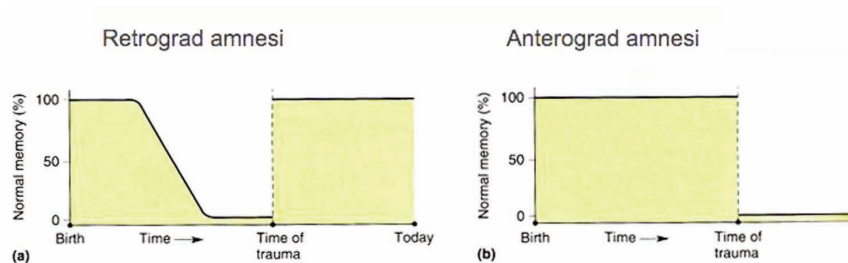 Retrograd amnesi
Anterograd amnesi
Normal memory (%)
100
50
0
Birth
Time
Time of
trauma
Today
(a)
Normal memory (%)
100
50
0
Birth
Time
Time of
trauma
(b)